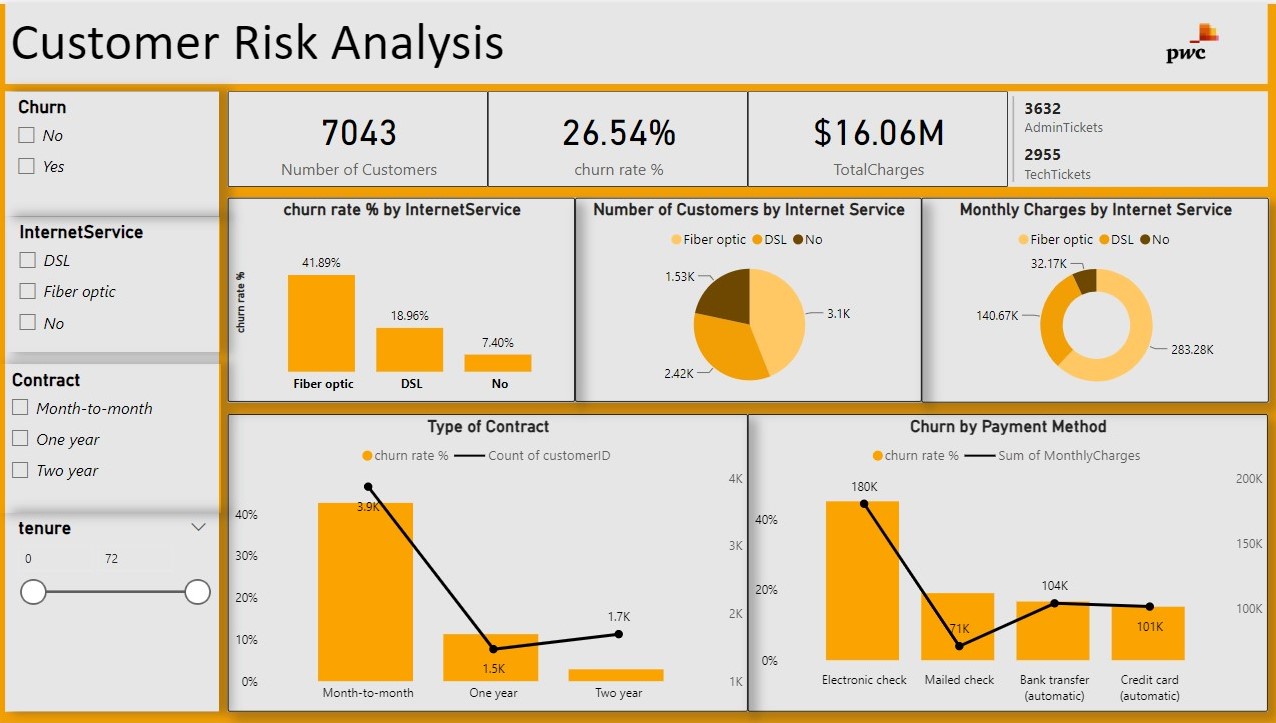 Customer Risk Analysis
pwc
Churn
No
Yes
InternetService
DSL
Fiber optic
No
Contract
Month-to-month
One year
Two year
tenure
0 72
7043
Number of Customers
26.54%
churn rate %
$16.06M
TotalCharges
3632
AdminTickets
2955
TechTickets
churn rate % by InternetService
churn rate %
41.89%
18.96%
7.40%
Fiber optic DSL No
Number of Customers by Internet Service
Fiber optic DSL No
1.53K
3.1K
2.42K
Monthly Charges by Internet Service
Fiber optic DSL No
32.17K
140.67K
283.28K
Type of Contract
churn rate % Count of customerID
40%
30%
20%
10%
0%
3.9K
1.5K
1.7K
4K
3K
2K
1K
Month-to-month One year Two year
Churn by Payment Method
churn rate % Sum of MonthlyCharges
40%
20%
0%
180K
71K
104K
101K
200K
150K
100K
Electronic check Mailed check Bank transfer Credit card
(automatic) (automatic)